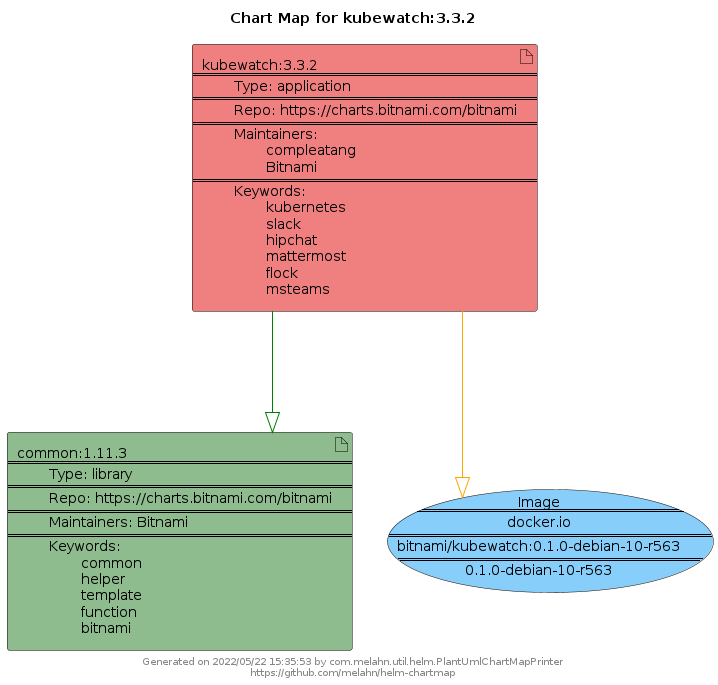 Chart Map for kubewatch:3.3.2
kubewatch:3.3.2
Type: application
Repo: https://charts.bitnami.com/bitnami
Maintainers:
compleatang
Bitnami
Keywords:
kubernetes
slack
hipchat
mattermost
flock
msteams
common:1.11.3
Type: library
Repo: https://charts.bitnami.com/bitnami
Maintainers: Bitnami
Keywords:
common
helper
template
function
bitnami
Image
docker.io
bitnami/kubewatch:0.1.0-debian-10-r563
0.1.0-debian-10-r563
Generated on 2022/05/22 15:35:53 by com.melahn.util.helm.PlantUmlChartMapPrinter
https://github.com/melahn/helm-chartmap